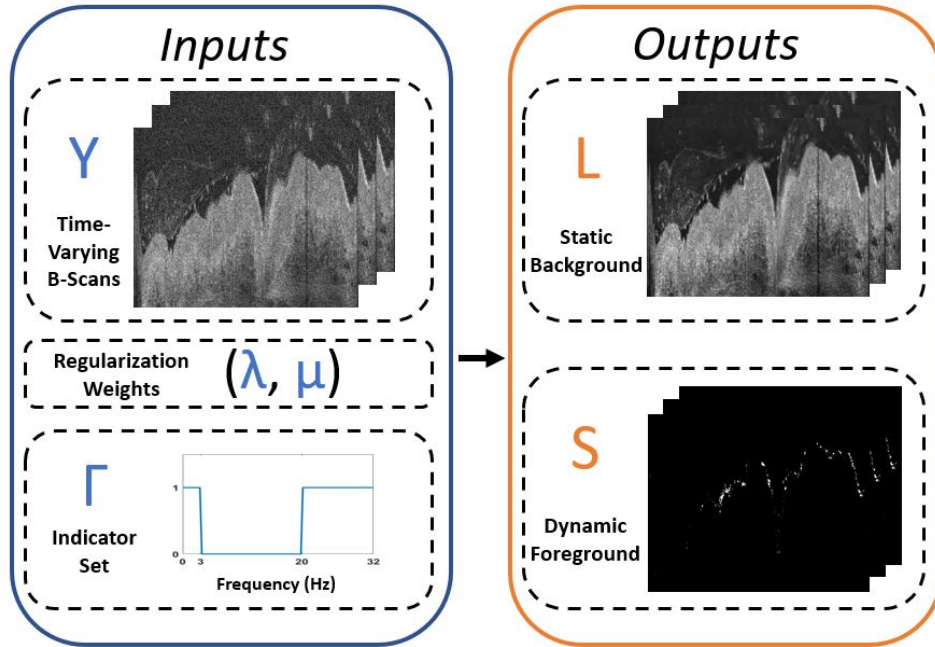 Inputs
Y
Time-
Varying
B-Scans
Regularization
Weights
(λ, μ)
Γ
Indicator
Set
1
0
0 3 20 32
Frequency (Hz)
Outputs
L
Static
Background
S
Dynamic
Foreground